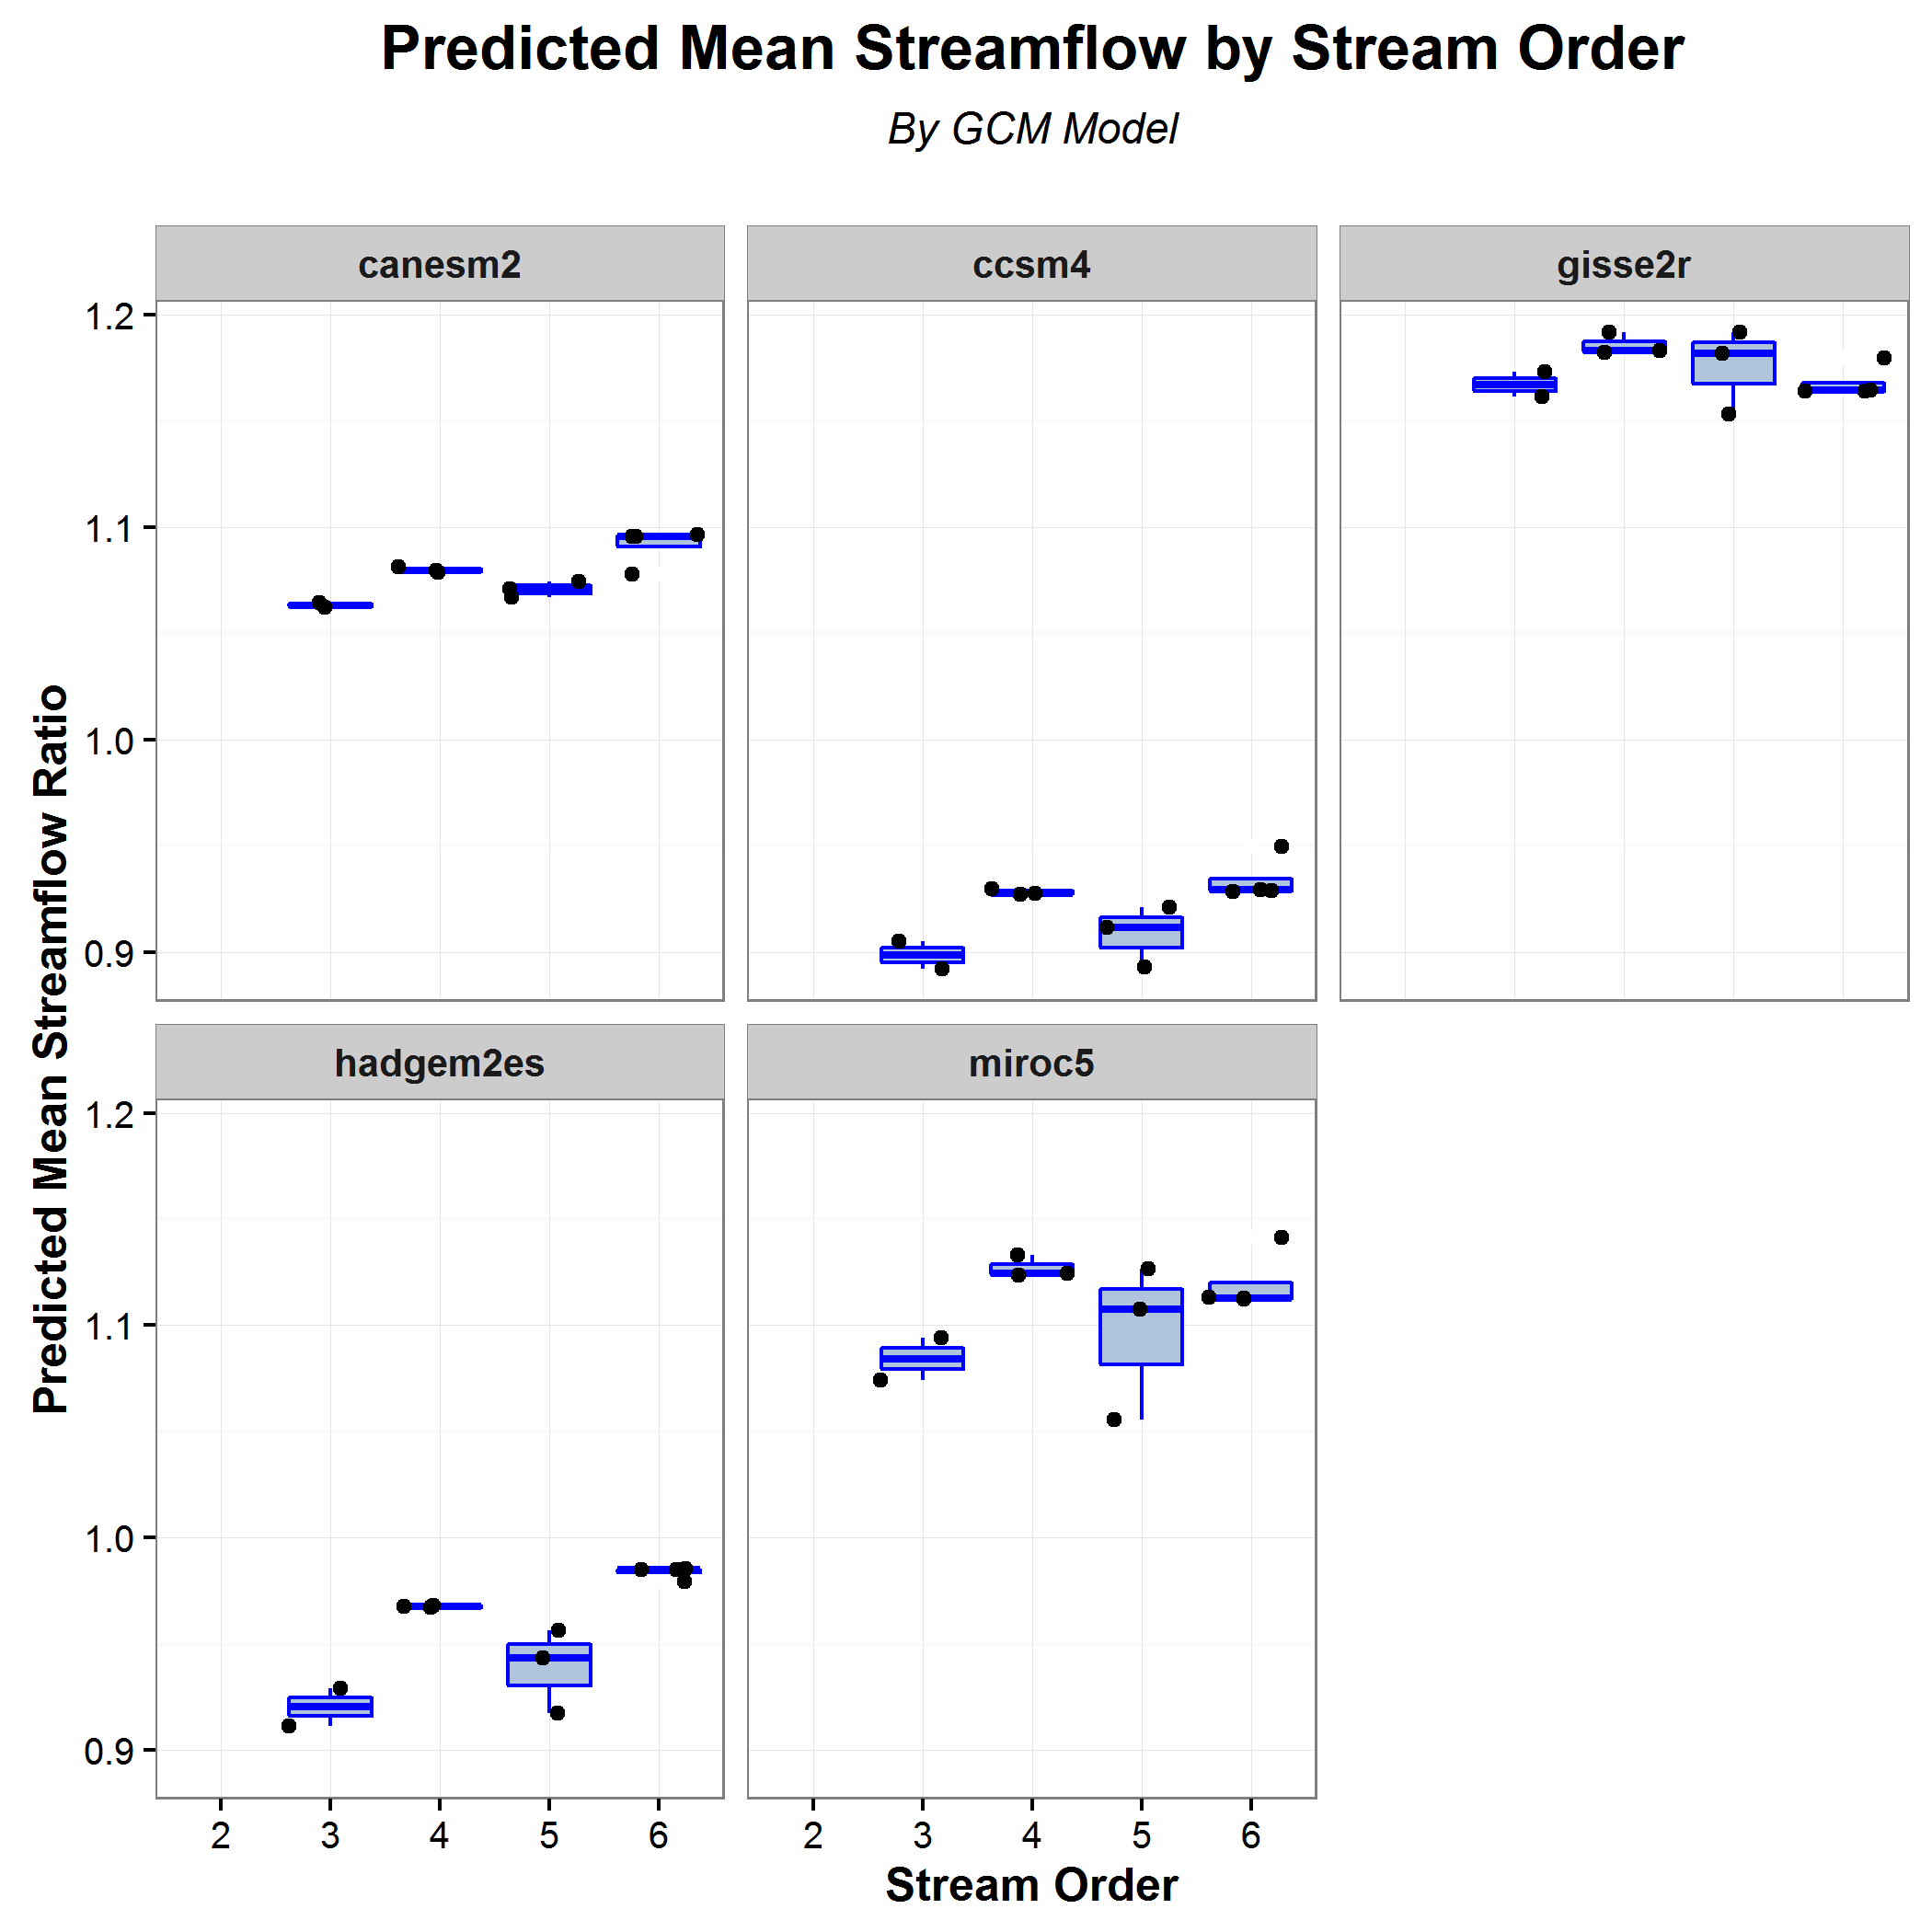 Predicted Mean Streamflow by Stream Order
By GCM Model
canesm2
ccsm4
gisse2r
1.2
1.1
1.0
0.9
hadgem2es
miroc5
1.2
1.1
1.0
0.9
2 3 4 5 6
2 3 4 5 6
Stream Order
Predicted Mean Streamflow Ratio